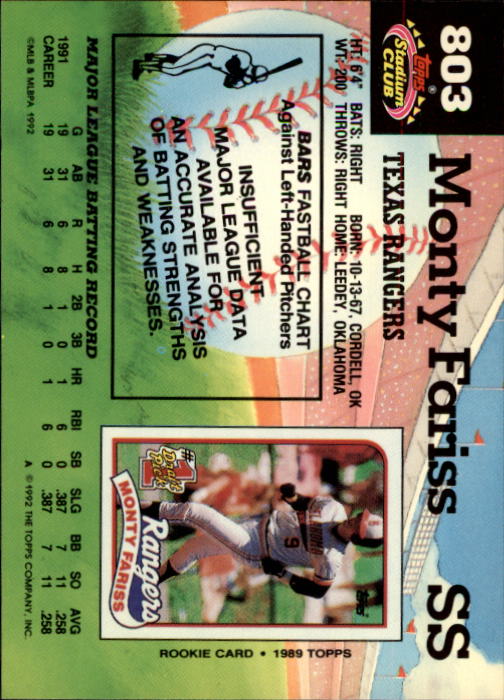 803
TOPPS®
Stadium
CLUB
Monty Fariss SS
TEXAS RANGERS
HT: 6'4" BATS: RIGHT BORN: 10-13-67, CORDELL, OK
WT: 200 THROWS: RIGHT HOME: LEEDEY, OKLAHOMA
BARS FASTBALL CHART
Against Left-Handed Pitchers
INSUFFICIENT
MAJOR LEAGUE DATA
AVAILABLE FOR
AN ACCURATE ANALYSIS
OF BATTING STRENGTHS
AND WEAKNESSES.
#1
Draft
Pick
Topps
9
Rangers
MONTY FARISS
ROOKIE CARD • 1989 TOPPS
MAJOR LEAGUE BATTING RECORD
G AB R H 2B 3B HR RBI SB SLG BB SO AVG
1991 19 31 6 8 1 0 1 6 0 .387 7 11 .258
CAREER 19 31 6 8 1 0 1 6 0 .387 7 11 .258
©MLB & MLBPA 1992
A ©1992 THE TOPPS COMPANY, INC.